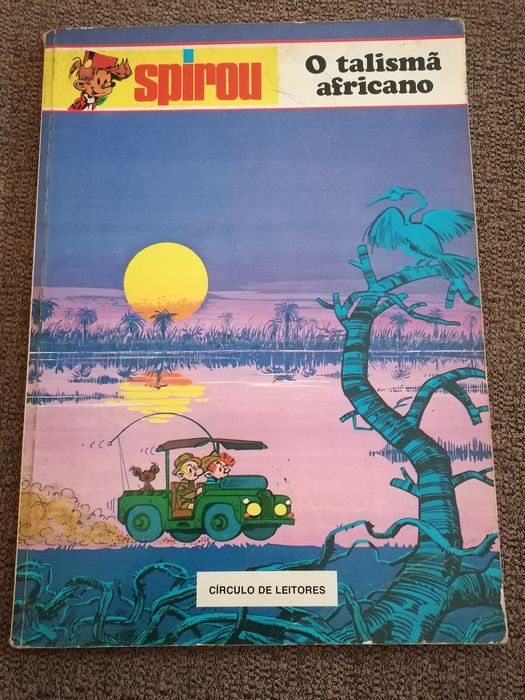 spirou
O talismã
africano
CÍRCULO DE LEITORES